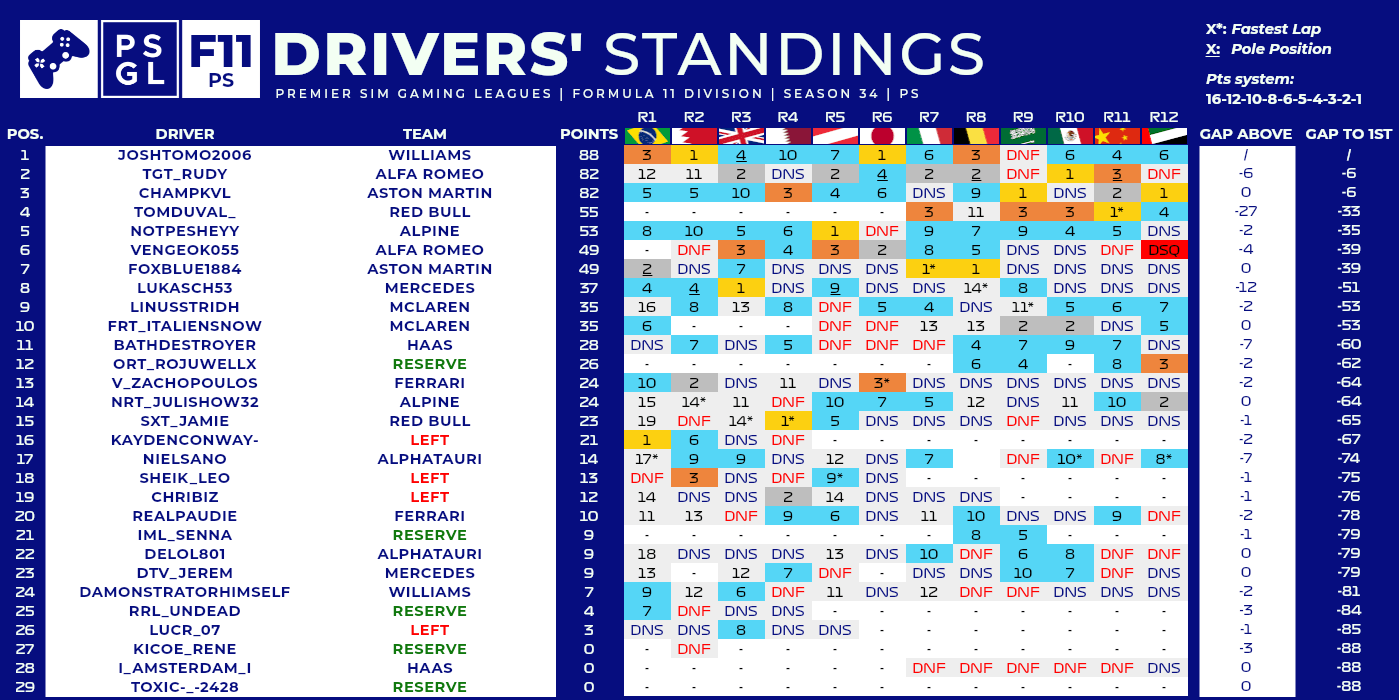 PS
GL
F11
PS
DRIVERS' STANDINGS
PREMIER SIM GAMING LEAGUES | FORMULA 11 DIVISION | SEASON 34 | PS
X*: Fastest Lap
X: Pole Position
Pts system:
16-12-10-8-6-5-4-3-2-1
R1 R2 R3 R4 R5 R6 R7 R8 R9 R10 R11 R12
POS. DRIVER TEAM POINTS GAP ABOVE GAP TO 1ST
1 JOSHTOMO2006 WILLIAMS 88 3 1 4 10 7 1 6 3 DNF 6 4 6 / /
2 TGT_RUDY ALFA ROMEO 82 12 11 2 DNS 2 4 2 2 DNF 1 3 DNF -6 -6
3 CHAMPKVL ASTON MARTIN 82 5 5 10 3 4 6 DNS 9 1 DNS 2 1 0 -6
4 TOMDUVAL_ RED BULL 55 - - - - - - 3 11 3 3 1* 4 -27 -33
5 NOTPESHEYY ALPINE 53 8 10 5 6 1 DNF 9 7 9 4 5 DNS -2 -35
6 VENGEOK055 ALFA ROMEO 49 - DNF 3 4 3 2 8 5 DNS DNS DNF DSQ -4 -39
7 FOXBLUE1884 ASTON MARTIN 49 2 DNS 7 DNS DNS DNS 1* 1 DNS DNS DNS DNS 0 -39
8 LUKASCH53 MERCEDES 37 4 4 1 DNS 9 DNS DNS 14* 8 DNS DNS DNS -12 -51
9 LINUSSTRIDH MCLAREN 35 16 8 13 8 DNF 5 4 DNS 11* 5 6 7 -2 -53
10 FRT_ITALIENSNOW MCLAREN 35 6 - - - DNF DNF 13 13 2 2 DNS 5 0 -53
11 BATHDESTROYER HAAS 28 DNS 7 DNS 5 DNF DNF DNF 4 7 9 7 DNS -7 -60
12 ORT_ROJUWELLX RESERVE 26 - - - - - - - 6 4 - 8 3 -2 -62
13 V_ZACHOPOULOS FERRARI 24 10 2 DNS 11 DNS 3* DNS DNS DNS DNS DNS DNS -2 -64
14 NRT_JULISHOW32 ALPINE 24 15 14* 11 DNF 10 7 5 12 DNS 11 10 2 0 -64
15 SXT_JAMIE RED BULL 23 19 DNF 14* 1* 5 DNS DNS DNS DNF DNS DNS DNS -1 -65
16 KAYDENCONWAY- LEFT 21 1 6 DNS DNF - - - - - - - - -2 -67
17 NIELSANO ALPHATAURI 14 17* 9 9 DNS 12 DNS 7 DNF 10* DNF 8* -7 -74
18 SHEIK_LEO LEFT 13 DNF 3 DNS DNF 9* DNS - - - - - - -1 -75
19 CHRIBIZ LEFT 12 14 DNS DNS 2 14 DNS DNS DNS - - - - -1 -76
20 REALPAUDIE FERRARI 10 11 13 DNF 9 6 DNS 11 10 DNS DNS 9 DNF -2 -78
21 IML_SENNA RESERVE 9 - - - - - - - 8 5 - - - -1 -79
22 DELOL801 ALPHATAURI 9 18 DNS DNS DNS 13 DNS 10 DNF 6 8 DNF DNF 0 -79
23 DTV_JEREM MERCEDES 9 13 - 12 7 DNF - DNS DNS 10 7 DNF DNS 0 -79
24 DAMONSTRATORHIMSELF WILLIAMS 7 9 12 6 DNF 11 DNS 12 DNF DNF DNS DNS DNS -2 -81
25 RRL_UNDEAD RESERVE 4 7 DNF DNS DNS - - - - - - - - -3 -84
26 LUCR_07 LEFT 3 DNS DNS 8 DNS DNS - - - - - - - -1 -85
27 KICOE_RENE RESERVE 0 - DNF - - - - - - - - - - -3 -88
28 I_AMSTERDAM_I HAAS 0 - - - - - - DNF DNF DNF DNF DNF DNS 0 -88
29 TOXIC-_-2428 RESERVE 0 - - - - - - - - - - - - 0 -88